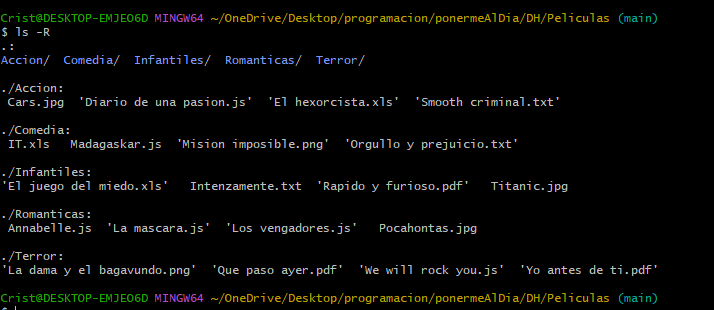 Crist@DESKTOP-EMJEO6D MINGW64 ~/OneDrive/Desktop/programacion/ponermeAlDia/DH/Peliculas (main)
$ ls -R
.:
Accion/  Comedia/  Infantiles/  Romanticas/  Terror/

./Accion:
 Cars.jpg  'Diario de una pasion.js'  'El hexorcista.xls'  'Smooth criminal.txt'

./Comedia:
 IT.xls   Madagaskar.js  'Mision imposible.png'  'Orgullo y prejuicio.txt'

./Infantiles:
'El juego del miedo.xls'   Intenzamente.txt  'Rapido y furioso.pdf'   Titanic.jpg

./Romanticas:
 Annabelle.js  'La mascara.js'  'Los vengadores.js'   Pocahontas.jpg

./Terror:
'La dama y el bagavundo.png'  'Que paso ayer.pdf'  'We will rock you.js'  'Yo antes de ti.pdf'

Crist@DESKTOP-EMJEO6D MINGW64 ~/OneDrive/Desktop/programacion/ponermeAlDia/DH/Peliculas (main)
$